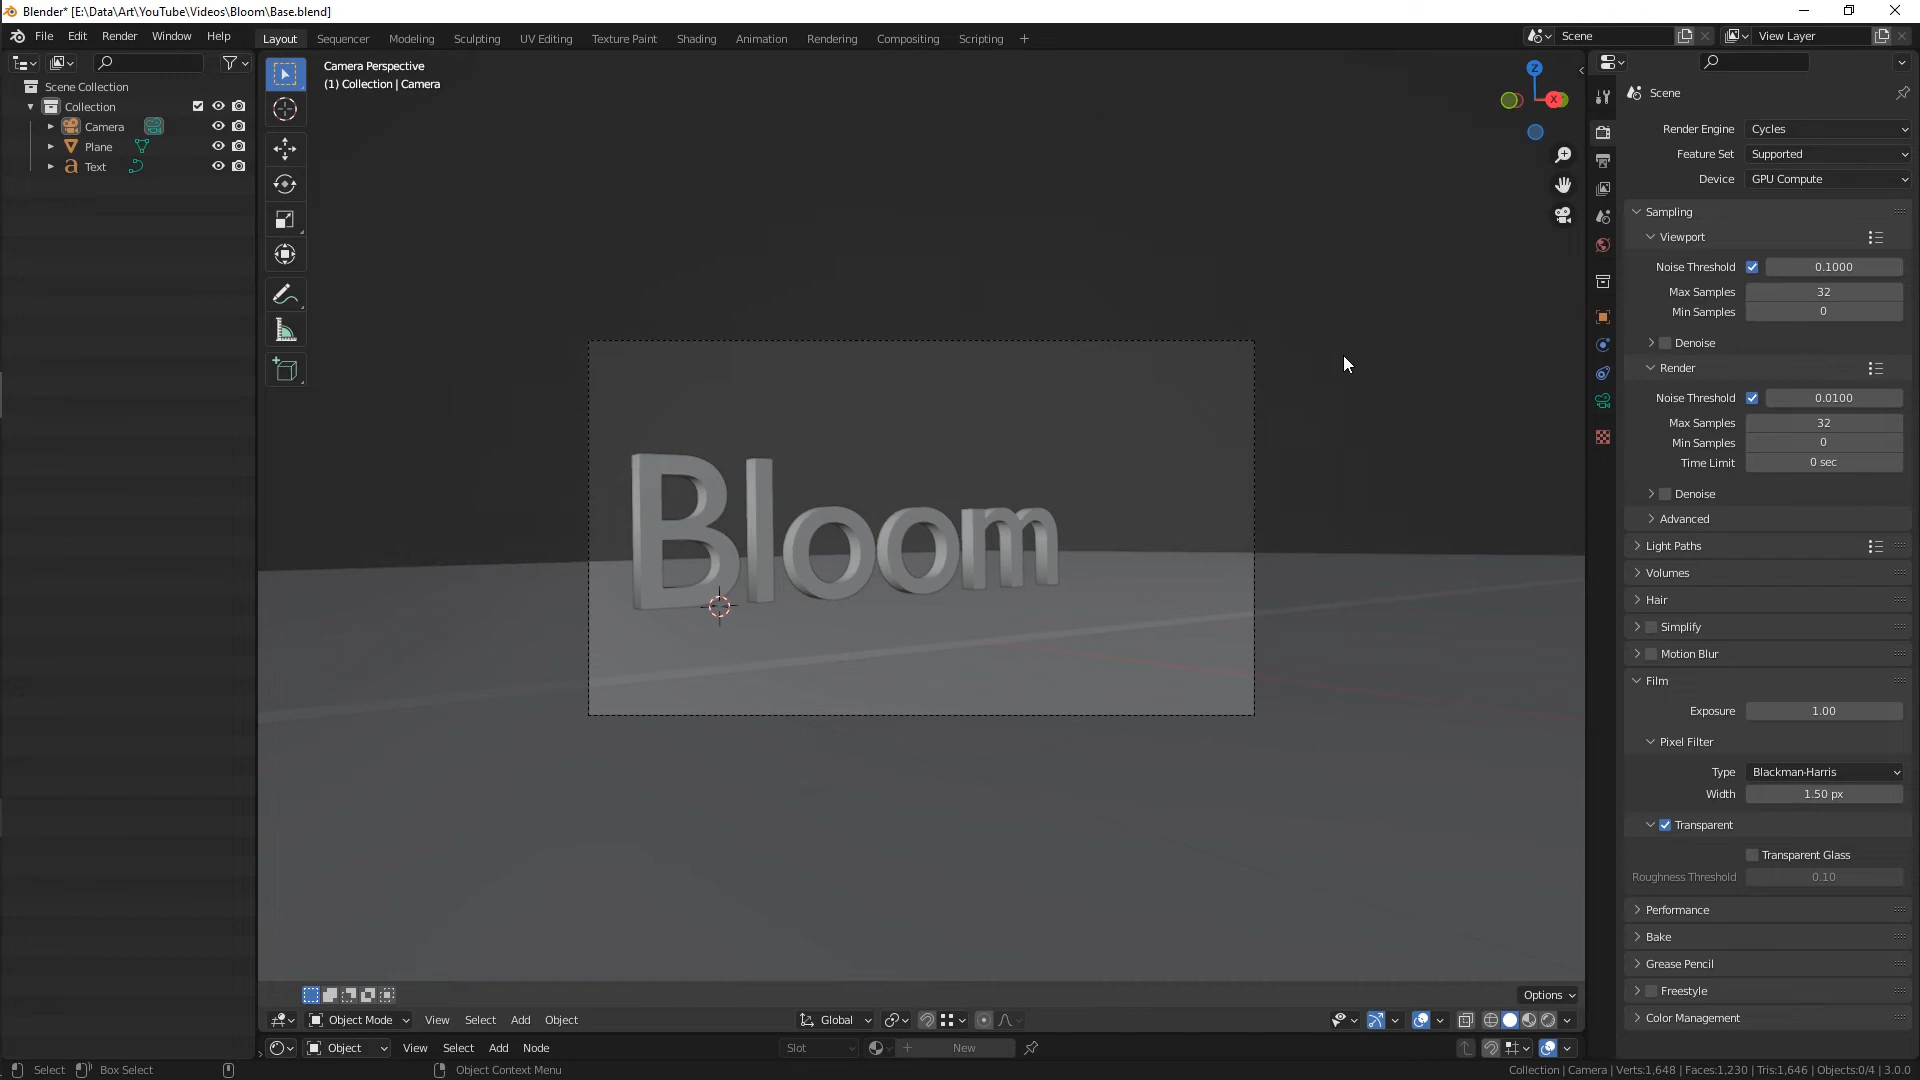 Blender* [E:\Data\Art\YouTube\Videos\Bloom\Base.blend]
File Edit Render Window Help
Layout Sequencer Modeling Sculpting UV Editing Texture Paint Shading Animation Rendering Compositing Scripting +
Scene
View Layer
Scene Collection
Collection
Camera
Plane
Text
Camera Perspective
(1) Collection | Camera
Z
X
Bloom
Scene
Render Engine Cycles
Feature Set Supported
Device GPU Compute
Sampling
Viewport
Noise Threshold 0.1000
Max Samples 32
Min Samples 0
Denoise
Render
Noise Threshold 0.0100
Max Samples 32
Min Samples 0
Time Limit 0 sec
Denoise
Advanced
Light Paths
Volumes
Hair
Simplify
Motion Blur
Film
Exposure 1.00
Pixel Filter
Type Blackman-Harris
Width 1.50 px
Transparent
Transparent Glass
Roughness Threshold 0.10
Performance
Bake
Grease Pencil
Freestyle
Color Management
Options
Object Mode View Select Add Object Global
Object View Select Add Node Slot New
Select Box Select Object Context Menu Collection | Camera | Verts:1,648 | Faces:1,230 | Tris:1,646 | Objects:0/4 | 3.0.0